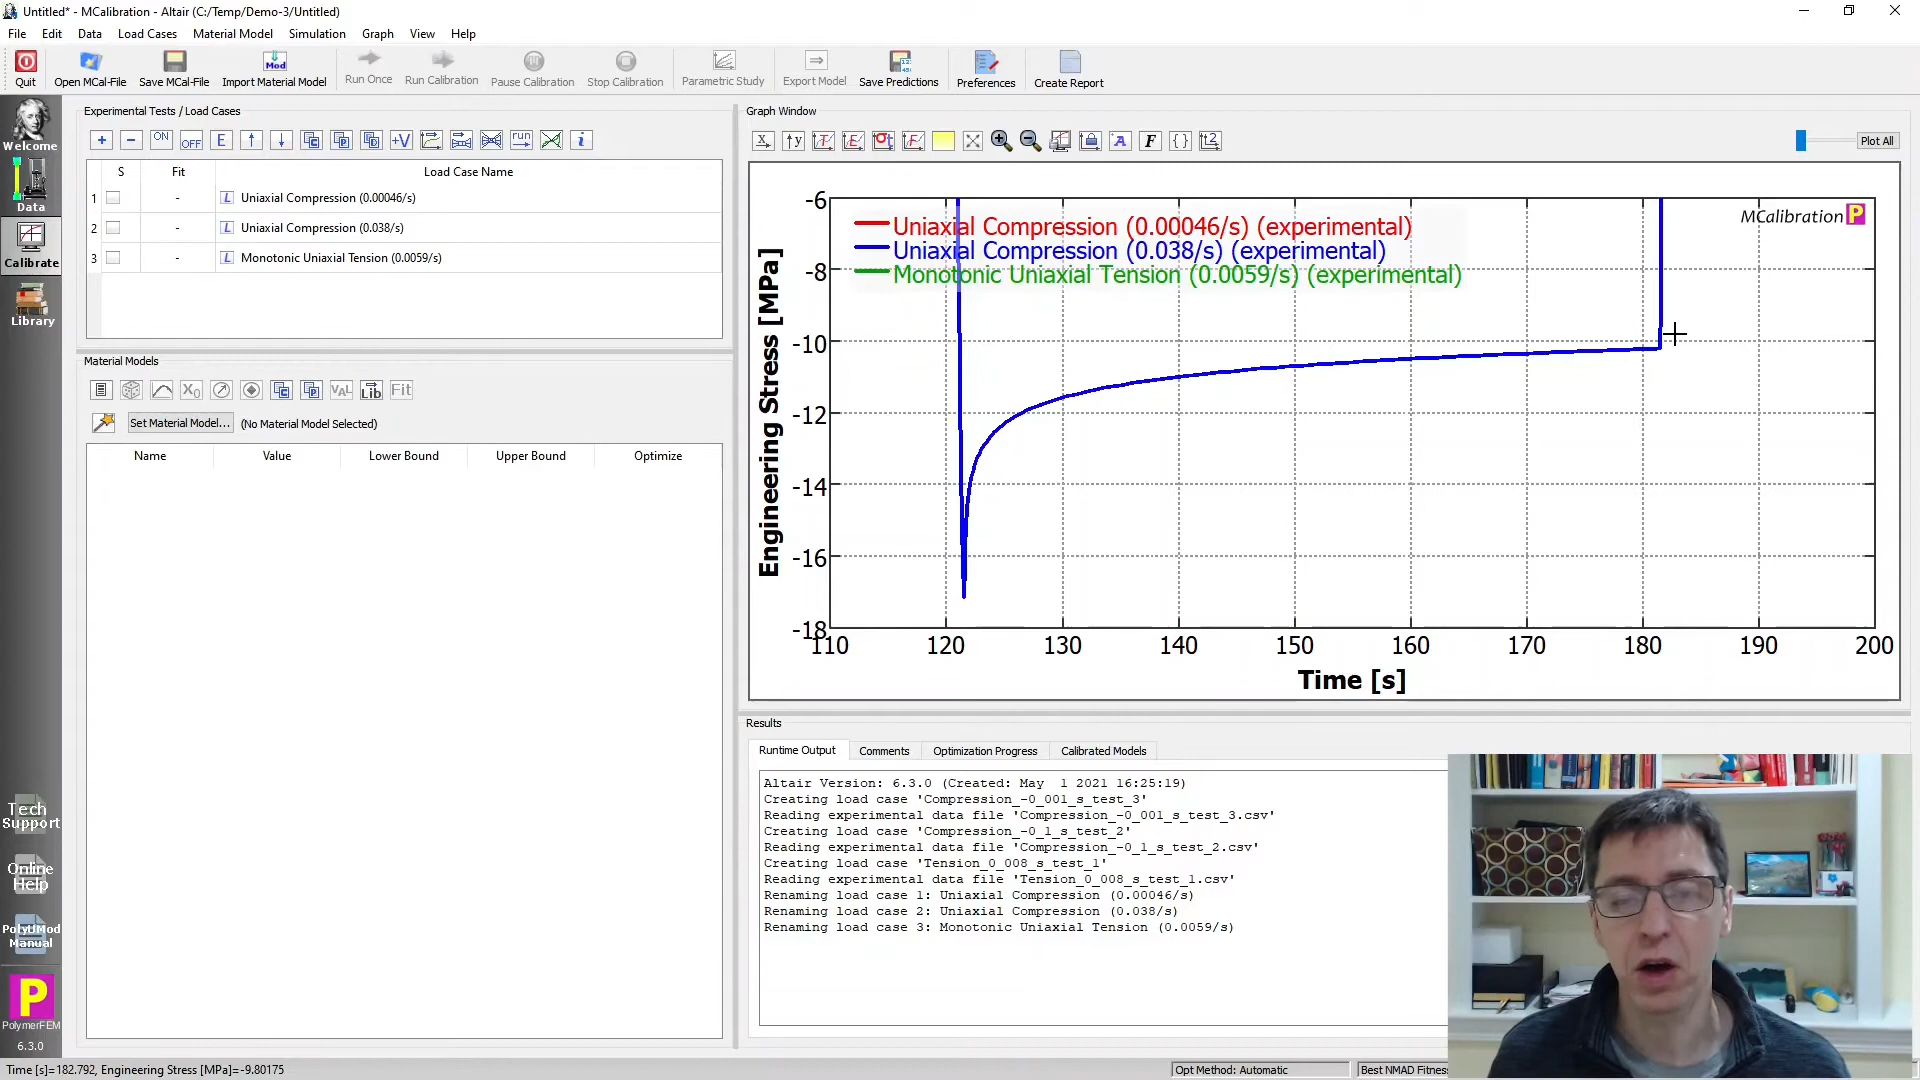 Untitled* - MCalibration - Altair (C:/Temp/Demo-3/Untitled)
File Edit Data Load Cases Material Model Simulation Graph View Help
Quit Open MCal-File Save MCal-File Import Material Model Run Once Run Calibration Pause Calibration Stop Calibration Parametric Study Export Model Save Predictions Preferences Create Report
Mod
Welcome
Data
Calibrate
Library
Tech Support
Online Help
PolyUMod Manual
P
PolymerFEM
6.3.0
Experimental Tests / Load Cases
+ - ON OFF E +V run i
S Fit Load Case Name
1 - L Uniaxial Compression (0.00046/s)
2 - L Uniaxial Compression (0.038/s)
3 - L Monotonic Uniaxial Tension (0.0059/s)
Material Models
X0 VAL Lib Fit
Set Material Model... (No Material Model Selected)
Name Value Lower Bound Upper Bound Optimize
Graph Window
Plot All
Uniaxial Compression (0.00046/s) (experimental)
Uniaxial Compression (0.038/s) (experimental)
Monotonic Uniaxial Tension (0.0059/s) (experimental)
MCalibration P
Engineering Stress [MPa]
-6
-8
-10
-12
-14
-16
-18
110 120 130 140 150 160 170 180 190 200
Time [s]
Results
Runtime Output Comments Optimization Progress Calibrated Models
Altair Version: 6.3.0 (Created: May 1 2021 16:25:19)
Creating load case 'Compression_-0_001_s_test_3'
Reading experimental data file 'Compression_-0_001_s_test_3.csv'
Creating load case 'Compression_-0_1_s_test_2'
Reading experimental data file 'Compression_-0_1_s_test_2.csv'
Creating load case 'Tension_0_008_s_test_1'
Reading experimental data file 'Tension_0_008_s_test_1.csv'
Renaming load case 1: Uniaxial Compression (0.00046/s)
Renaming load case 2: Uniaxial Compression (0.038/s)
Renaming load case 3: Monotonic Uniaxial Tension (0.0059/s)
Time [s]=182.792, Engineering Stress [MPa]=-9.80175
Opt Method: Automatic
Best NMAD Fitness